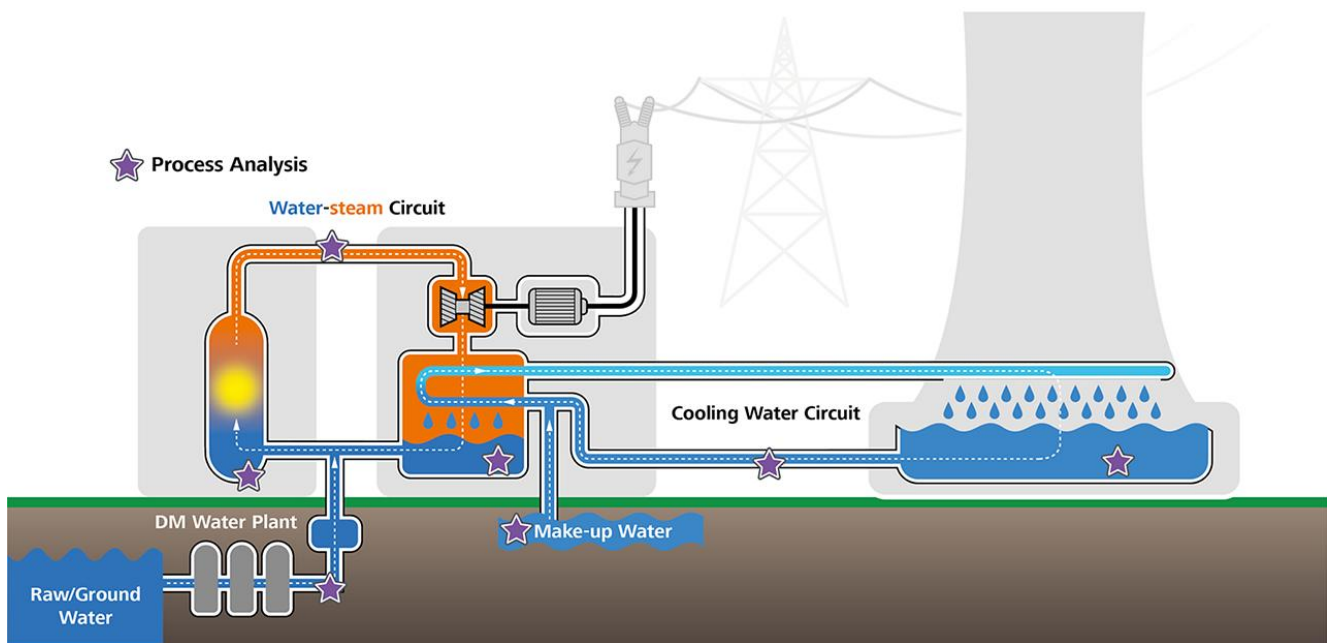 Process Analysis
Water-steam Circuit
Cooling Water Circuit
DM Water Plant
Make-up Water
Raw/Ground
Water